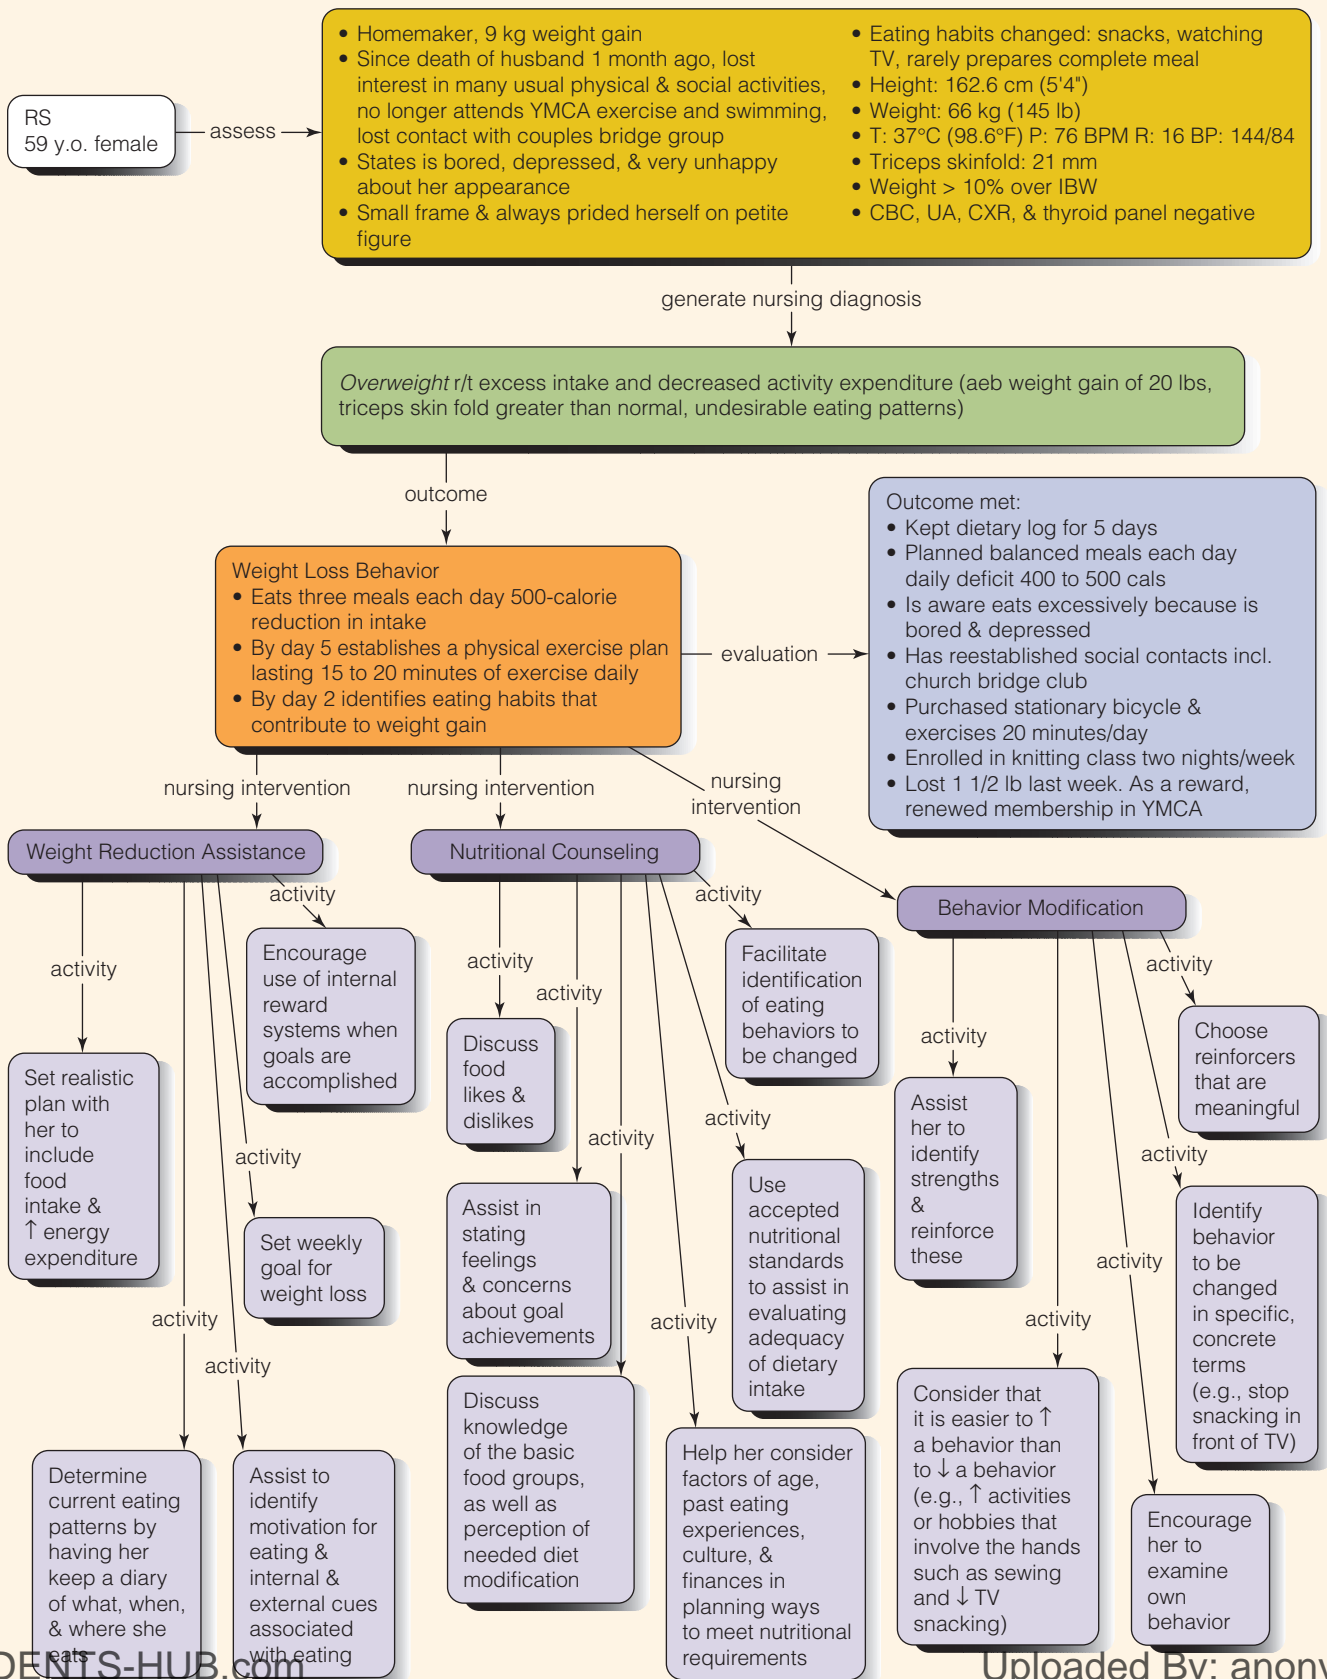 RS
59 y.o. female
assess
• Homemaker, 9 kg weight gain
• Since death of husband 1 month ago, lost
interest in many usual physical & social activities,
no longer attends YMCA exercise and swimming,
lost contact with couples bridge group
• States is bored, depressed, & very unhappy
about her appearance
• Small frame & always prided herself on petite
figure
• Eating habits changed: snacks, watching
TV, rarely prepares complete meal
• Height: 162.6 cm (5'4")
• Weight: 66 kg (145 lb)
• T: 37°C (98.6°F) P: 76 BPM R: 16 BP: 144/84
• Triceps skinfold: 21 mm
• Weight > 10% over IBW
• CBC, UA, CXR, & thyroid panel negative
generate nursing diagnosis
Overweight r/t excess intake and decreased activity expenditure (aeb weight gain of 20 lbs,
triceps skin fold greater than normal, undesirable eating patterns)
outcome
Weight Loss Behavior
• Eats three meals each day 500-calorie
reduction in intake
• By day 5 establishes a physical exercise plan
lasting 15 to 20 minutes of exercise daily
• By day 2 identifies eating habits that
contribute to weight gain
evaluation
Outcome met:
• Kept dietary log for 5 days
• Planned balanced meals each day
daily deficit 400 to 500 cals
• Is aware eats excessively because is
bored & depressed
• Has reestablished social contacts incl.
church bridge club
• Purchased stationary bicycle &
exercises 20 minutes/day
• Enrolled in knitting class two nights/week
• Lost 1 1/2 lb last week. As a reward,
renewed membership in YMCA
nursing intervention
nursing intervention
nursing
intervention
Weight Reduction Assistance
activity
Set realistic
plan with
her to
include
food
intake &
↑ energy
expenditure
activity
Determine
current eating
patterns by
having her
keep a diary
of what, when,
& where she
eats
activity
Assist to
identify
motivation for
eating &
internal &
external cues
associated
with eating
activity
Set weekly
goal for
weight loss
activity
Encourage
use of internal
reward
systems when
goals are
accomplished
Nutritional Counseling
activity
Discuss
food
likes &
dislikes
activity
Assist in
stating
feelings
& concerns
about goal
achievements
activity
Discuss
knowledge
of the basic
food groups,
as well as
perception of
needed diet
modification
activity
Help her consider
factors of age,
past eating
experiences,
culture, &
finances in
planning ways
to meet nutritional
requirements
activity
Use
accepted
nutritional
standards
to assist in
evaluating
adequacy
of dietary
intake
activity
Facilitate
identification
of eating
behaviors to
be changed
Behavior Modification
activity
Assist
her to
identify
strengths
&
reinforce
these
activity
Consider that
it is easier to ↑
a behavior than
to ↓ a behavior
(e.g., ↑ activities
or hobbies that
involve the hands
such as sewing
and ↓ TV
snacking)
activity
Encourage
her to
examine
own
behavior
activity
Identify
behavior
to be
changed
in specific,
concrete
terms
(e.g., stop
snacking in
front of TV)
activity
Choose
reinforcers
that are
meaningful
DENTS-HUB.com
Uploaded By: anony